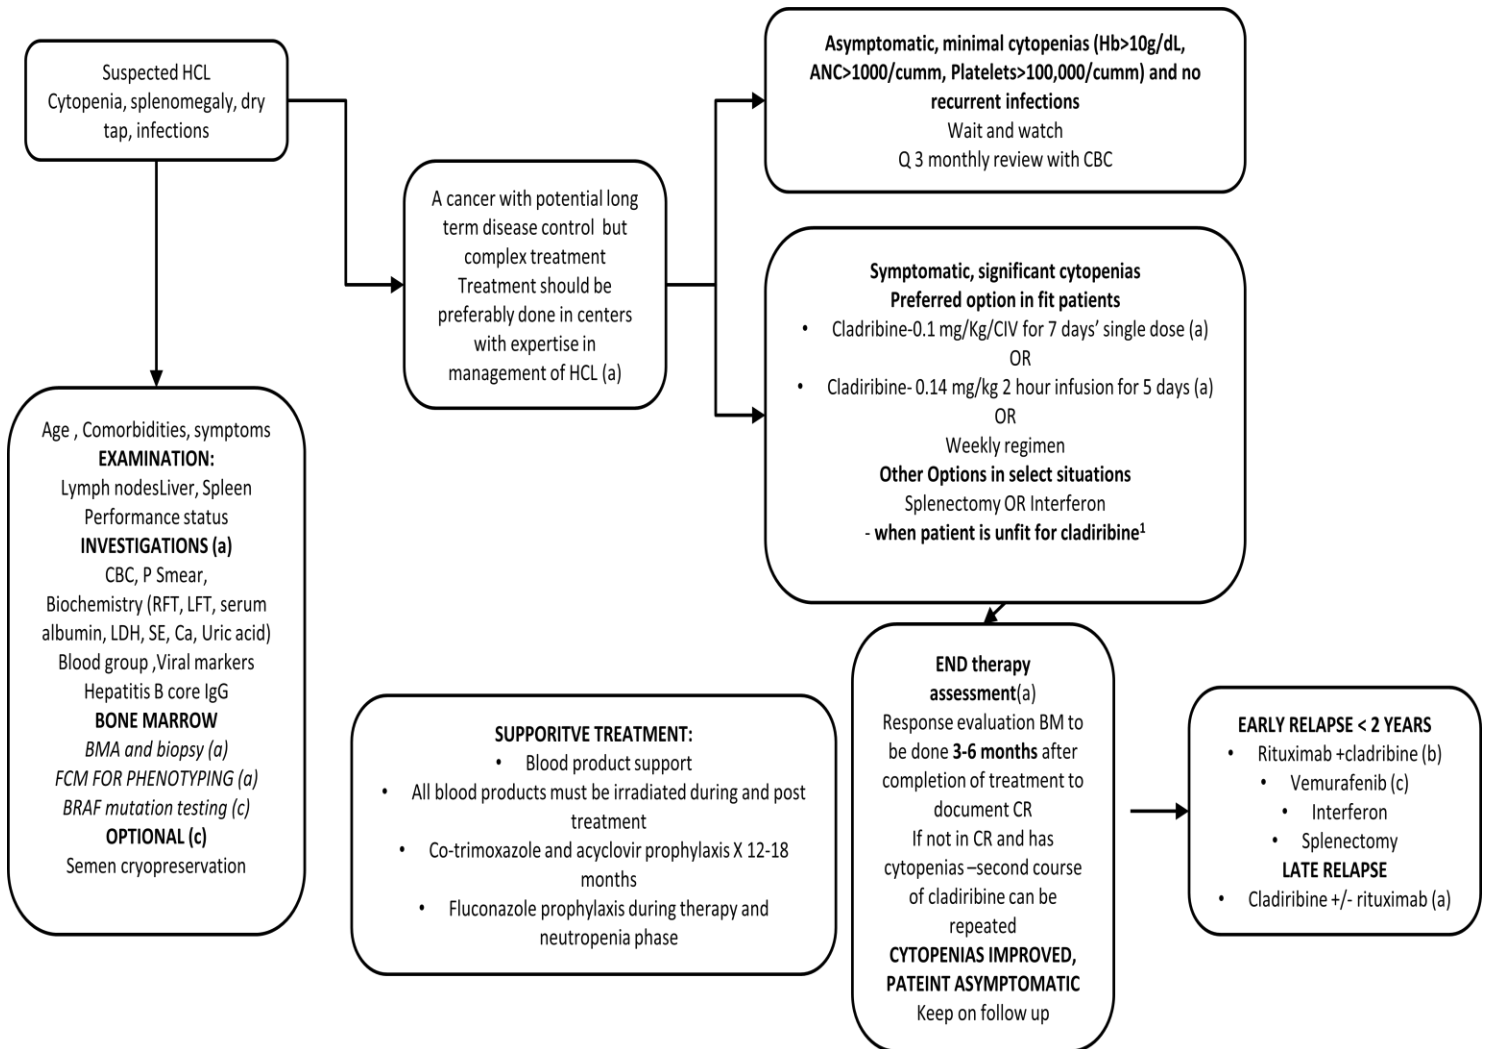 Suspected HCL
Cytopenia, splenomegaly, dry
tap, infections
Age , Comorbidities, symptoms
EXAMINATION:
Lymph nodesLiver, Spleen
Performance status
INVESTIGATIONS (a)
CBC, P Smear,
Biochemistry (RFT, LFT, serum
albumin, LDH, SE, Ca, Uric acid)
Blood group ,Viral markers
Hepatitis B core IgG
BONE MARROW
BMA and biopsy (a)
FCM FOR PHENOTYPING (a)
BRAF mutation testing (c)
OPTIONAL (c)
Semen cryopreservation
A cancer with potential long
term disease control but
complex treatment
Treatment should be
preferably done in centers
with expertise in
management of HCL (a)
Asymptomatic, minimal cytopenias (Hb>10g/dL,
ANC>1000/cumm, Platelets>100,000/cumm) and no
recurrent infections
Wait and watch
Q 3 monthly review with CBC
Symptomatic, significant cytopenias
Preferred option in fit patients
• Cladribine-0.1 mg/Kg/CIV for 7 days’ single dose (a)
OR
• Cladiribine- 0.14 mg/kg 2 hour infusion for 5 days (a)
OR
Weekly regimen
Other Options in select situations
Splenectomy OR Interferon
- when patient is unfit for cladiribine¹
SUPPORITVE TREATMENT:
• Blood product support
• All blood products must be irradiated during and post
treatment
• Co-trimoxazole and acyclovir prophylaxis X 12-18
months
• Fluconazole prophylaxis during therapy and
neutropenia phase
END therapy
assessment(a)
Response evaluation BM to
be done 3-6 months after
completion of treatment to
document CR
If not in CR and has
cytopenias –second course
of cladiribine can be
repeated
CYTOPENIAS IMPROVED,
PATEINT ASYMPTOMATIC
Keep on follow up
EARLY RELAPSE < 2 YEARS
• Rituximab +cladribine (b)
• Vemurafenib (c)
• Interferon
• Splenectomy
LATE RELAPSE
• Cladiribine +/- rituximab (a)